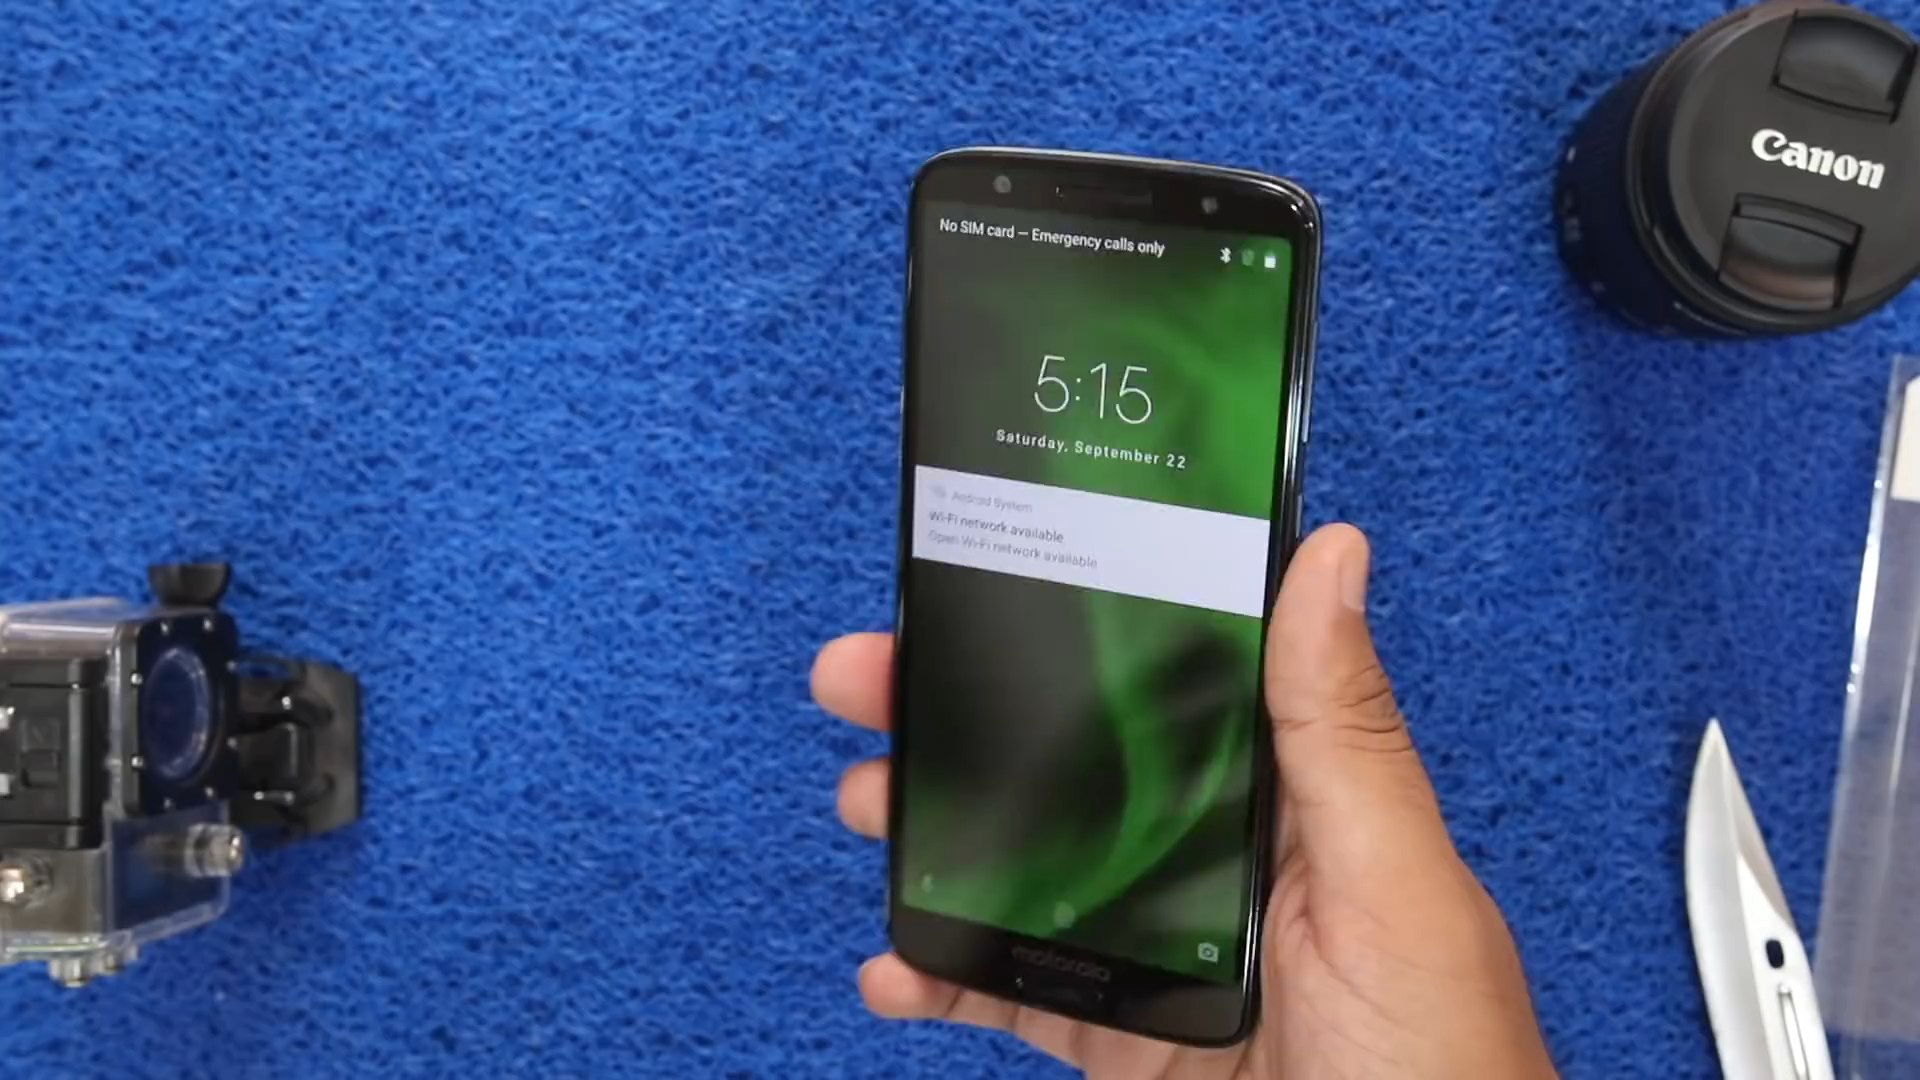 Canon
No SIM card – Emergency calls only
5:15
Saturday, September 22
Android System
Wi-Fi network available
Open Wi-Fi network available
motorola